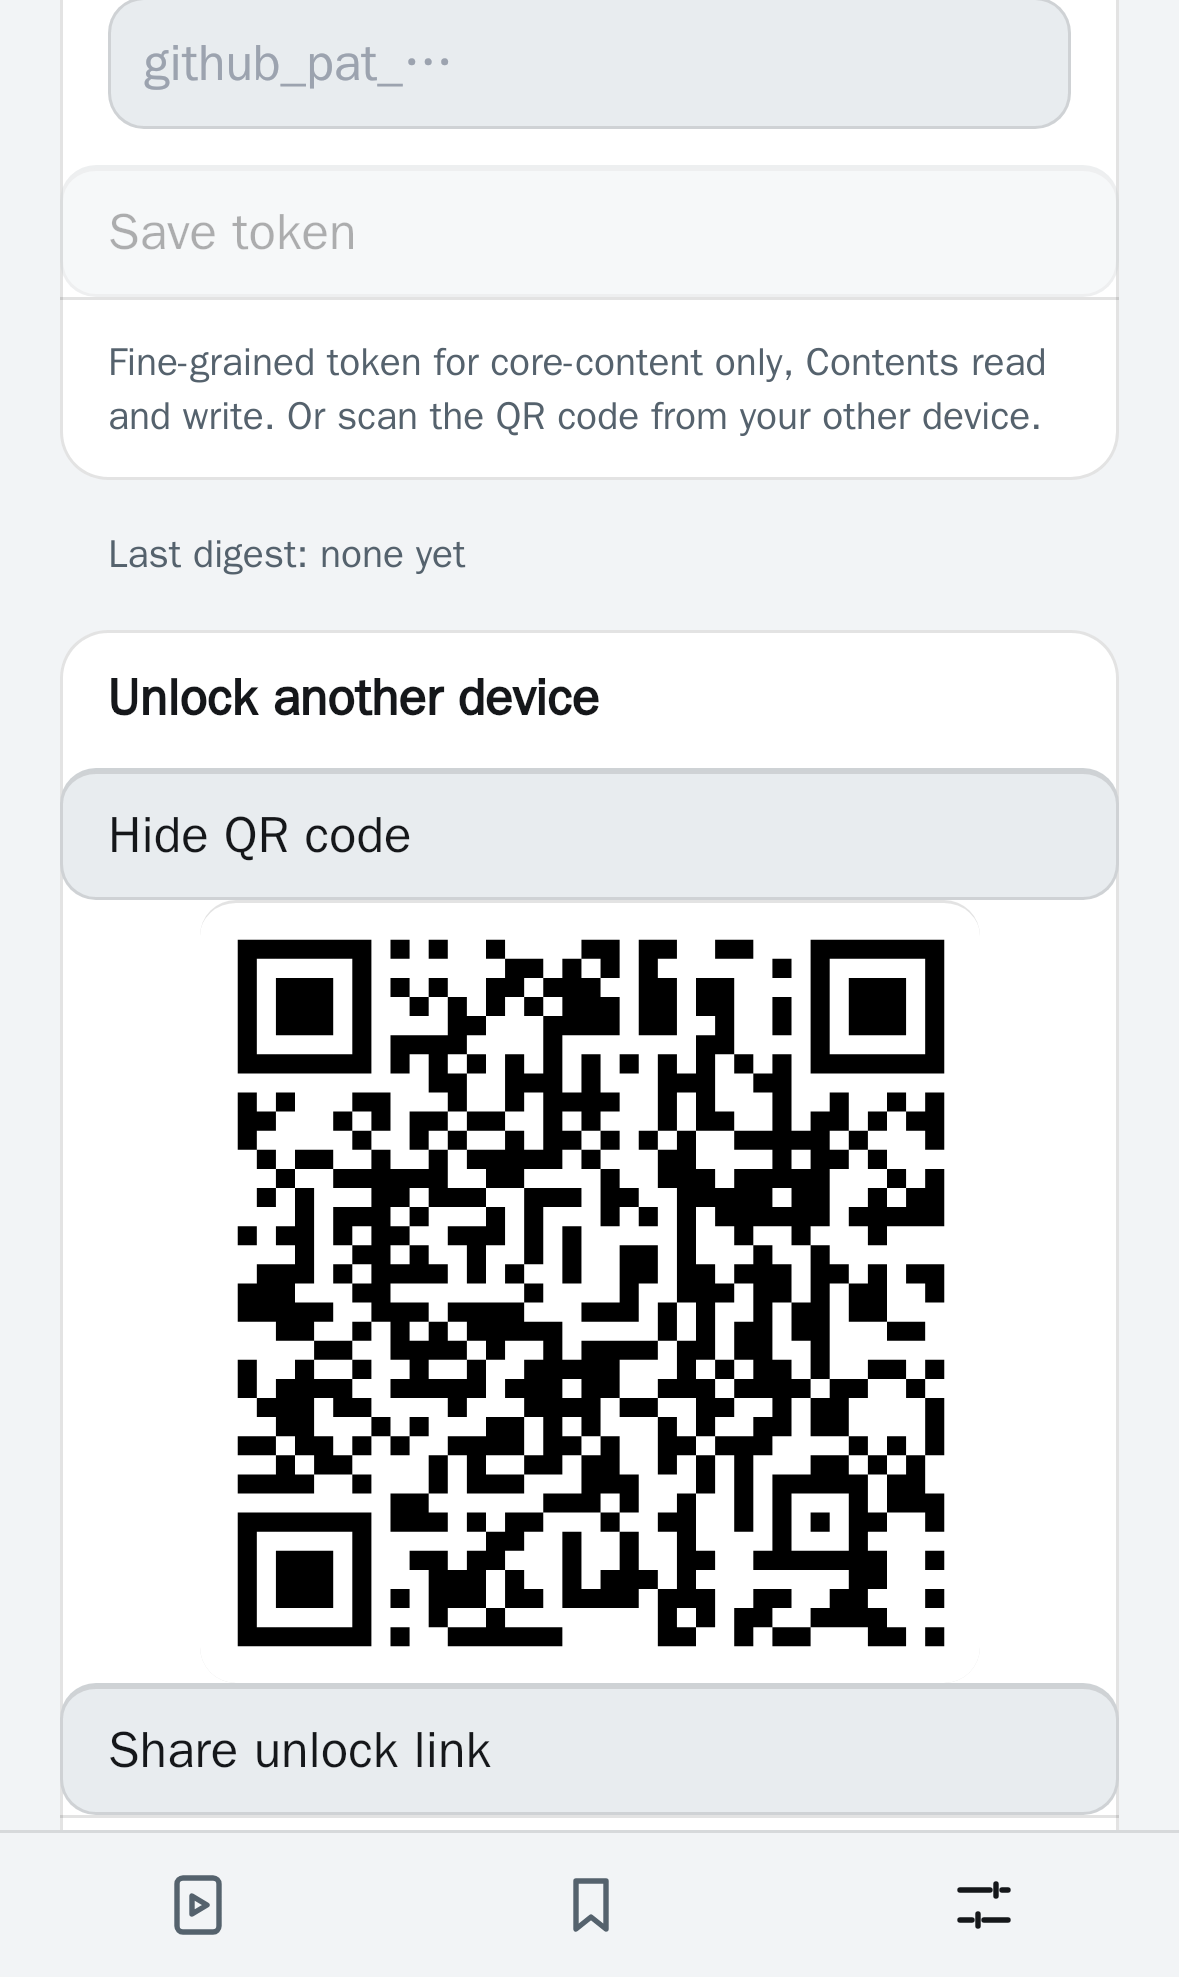 github_pat_…
Save token
Fine-grained token for core-content only, Contents read
and write. Or scan the QR code from your other device.
Last digest: none yet
Unlock another device
Hide QR code
Share unlock link